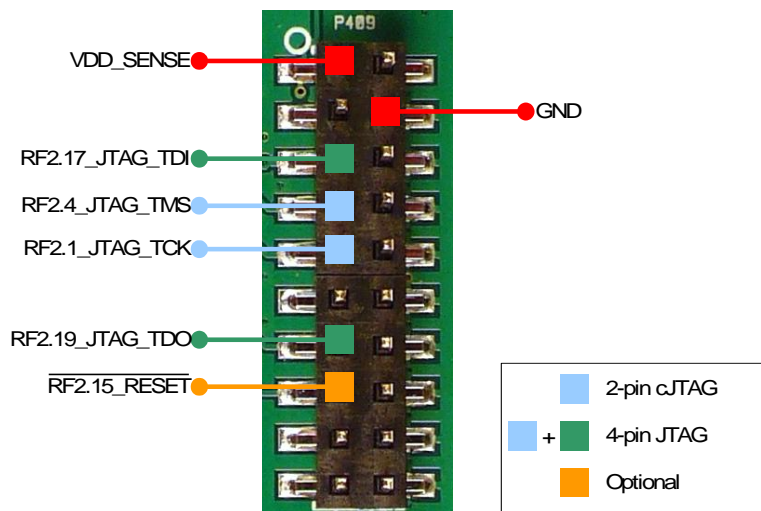 P409
VDD_SENSE
GND
RF2.17_JTAG_TDI
RF2.4_JTAG_TMS
RF2.1_JTAG_TCK
RF2.19_JTAG_TDO
RF2.15_RESET
2-pin cJTAG
+ 4-pin JTAG
Optional